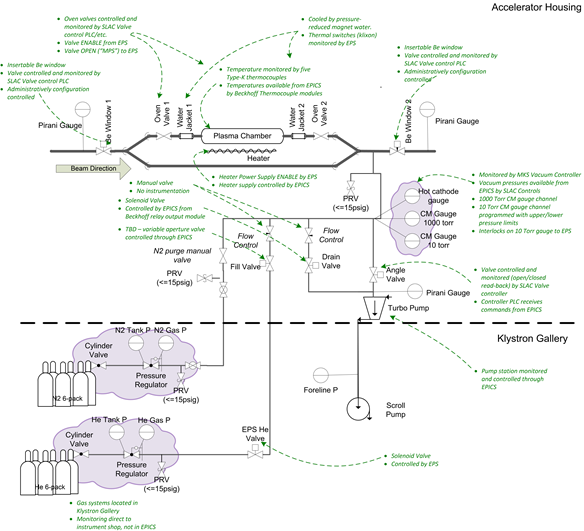 Accelerator Housing
Oven valves controlled and
monitored by SLAC Valve
control PLC/etc.
Valve ENABLE from EPS
Valve OPEN ("MPS") to EPS
Cooled by pressure-
reduced magnet water.
Thermal switches (klixon)
monitored by EPS
Insertable Be window
Valve controlled and monitored by
SLAC Valve control PLC
Administratively configuration
controlled
Temperature monitored by five
Type-K thermocouples
Temperatures available from EPICS
by Beckhoff Thermocouple modules
Insertable Be window
Valve controlled and monitored by
SLAC Valve control PLC
Administratively configuration
controlled
Pirani Gauge
Be Window 1
Oven
Valve 1
Water
Jacket 1
Plasma Chamber
Water
Jacket 2
Oven
Valve 2
Be Window 2
Pirani Gauge
Heater
Beam Direction
Heater Power Supply ENABLE by EPS
Heater supply controlled by EPICS
Manual valve
No instrumentation
Solenoid Valve
Controlled by EPICS from
Beckhoff relay output module
TBD – variable aperture valve
controlled through EPICS
PRV
(<=15psig)
Hot cathode
gauge
CM Gauge
1000 torr
CM Gauge
10 torr
Monitored by MKS Vacuum Controller
Vacuum pressures available from
EPICS by SLAC Controls
1000 Torr CM gauge channel
10 Torr CM gauge channel
programmed with upper/lower
pressure limits
Interlocks on 10 Torr gauge to EPS
Flow
Control
Flow
Control
N2 purge manual
valve
PRV
(<=15psig)
Fill Valve
Drain
Valve
Angle
Valve
Valve controlled and monitored
(open/closed
read-back) by SLAC Valve
controller
Controller PLC receives
commands from EPICS
Pirani Gauge
Turbo Pump
Klystron Gallery
N2 Tank P
N2 Gas P
Cylinder
Valve
Pressure
Regulator
N2 6-pack
PRV
(<=15psig)
Foreline P
Scroll
Pump
Pump station monitored
and controlled through
EPICS
He Tank P
He Gas P
Cylinder
Valve
Pressure
Regulator
He 6-pack
PRV
(<=15psig)
EPS He
Valve
Solenoid Valve
Controlled by EPS
Gas systems located in
Klystron Gallery
Monitoring direct to
instrument shop, not in EPICS